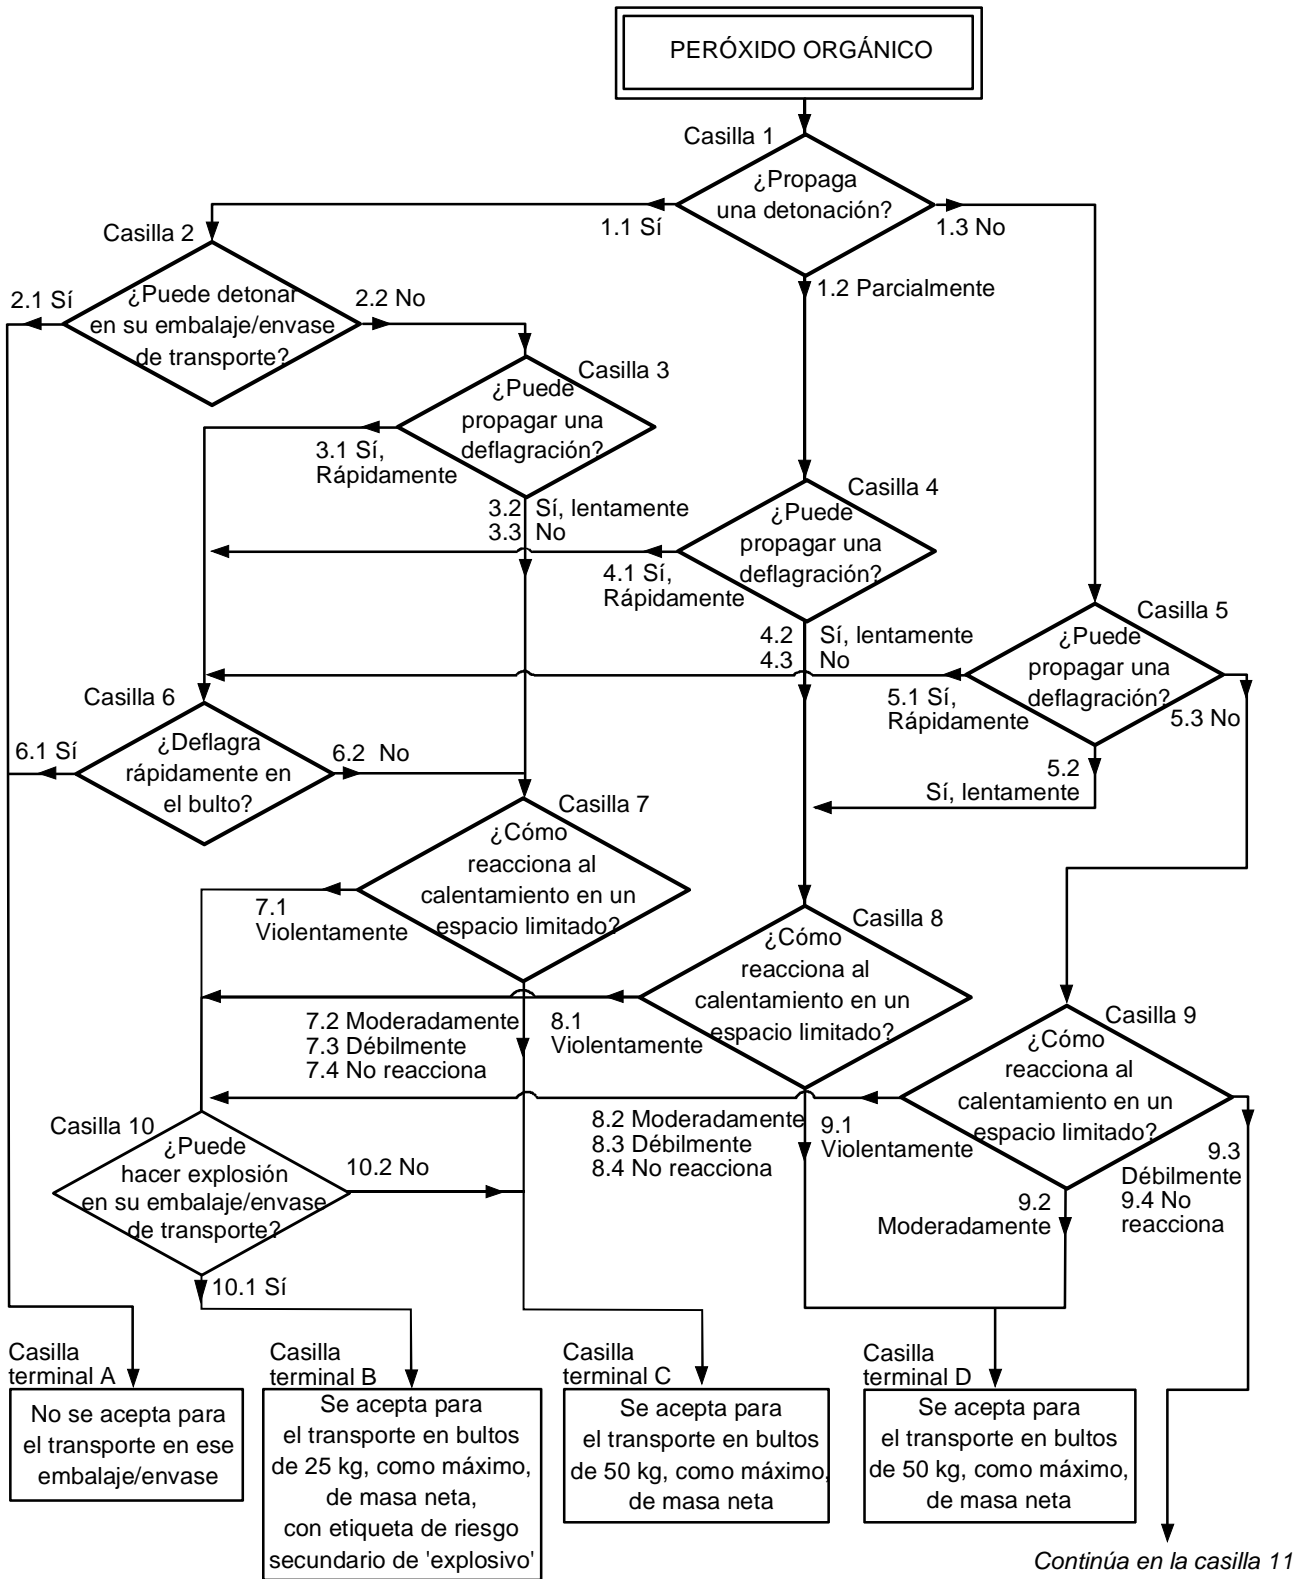 PERÓXIDO ORGÁNICO
Casilla 1
¿Propaga
una detonación?
1.1 Sí
1.3 No
1.2 Parcialmente
Casilla 2
¿Puede detonar
en su embalaje/envase
de transporte?
2.1 Sí
2.2 No
Casilla 3
¿Puede
propagar una
deflagración?
3.1 Sí,
Rápidamente
3.2 Sí, lentamente
3.3 No
Casilla 4
¿Puede
propagar una
deflagración?
4.1 Sí,
Rápidamente
4.2 Sí, lentamente
4.3 No
Casilla 5
¿Puede
propagar una
deflagración?
5.1 Sí,
Rápidamente
5.3 No
5.2
Sí, lentamente
Casilla 6
¿Deflagra
rápidamente en
el bulto?
6.1 Sí
6.2 No
Casilla 7
¿Cómo
reacciona al
calentamiento en un
espacio limitado?
7.1
Violentamente
7.2 Moderadamente
7.3 Débilmente
7.4 No reacciona
Casilla 8
¿Cómo
reacciona al
calentamiento en un
espacio limitado?
8.1
Violentamente
8.2 Moderadamente
8.3 Débilmente
8.4 No reacciona
Casilla 9
¿Cómo
reacciona al
calentamiento en un
espacio limitado?
9.1
Violentamente
9.2
Moderadamente
9.3
Débilmente
9.4 No
reacciona
Casilla 10
¿Puede
hacer explosión
en su embalaje/envase
de transporte?
10.2 No
10.1 Sí
Casilla
terminal A
No se acepta para
el transporte en ese
embalaje/envase
Casilla
terminal B
Se acepta para
el transporte en bultos
de 25 kg, como máximo,
de masa neta,
con etiqueta de riesgo
secundario de 'explosivo'
Casilla
terminal C
Se acepta para
el transporte en bultos
de 50 kg, como máximo,
de masa neta
Casilla
terminal D
Se acepta para
el transporte en bultos
de 50 kg, como máximo,
de masa neta
Continúa en la casilla 11